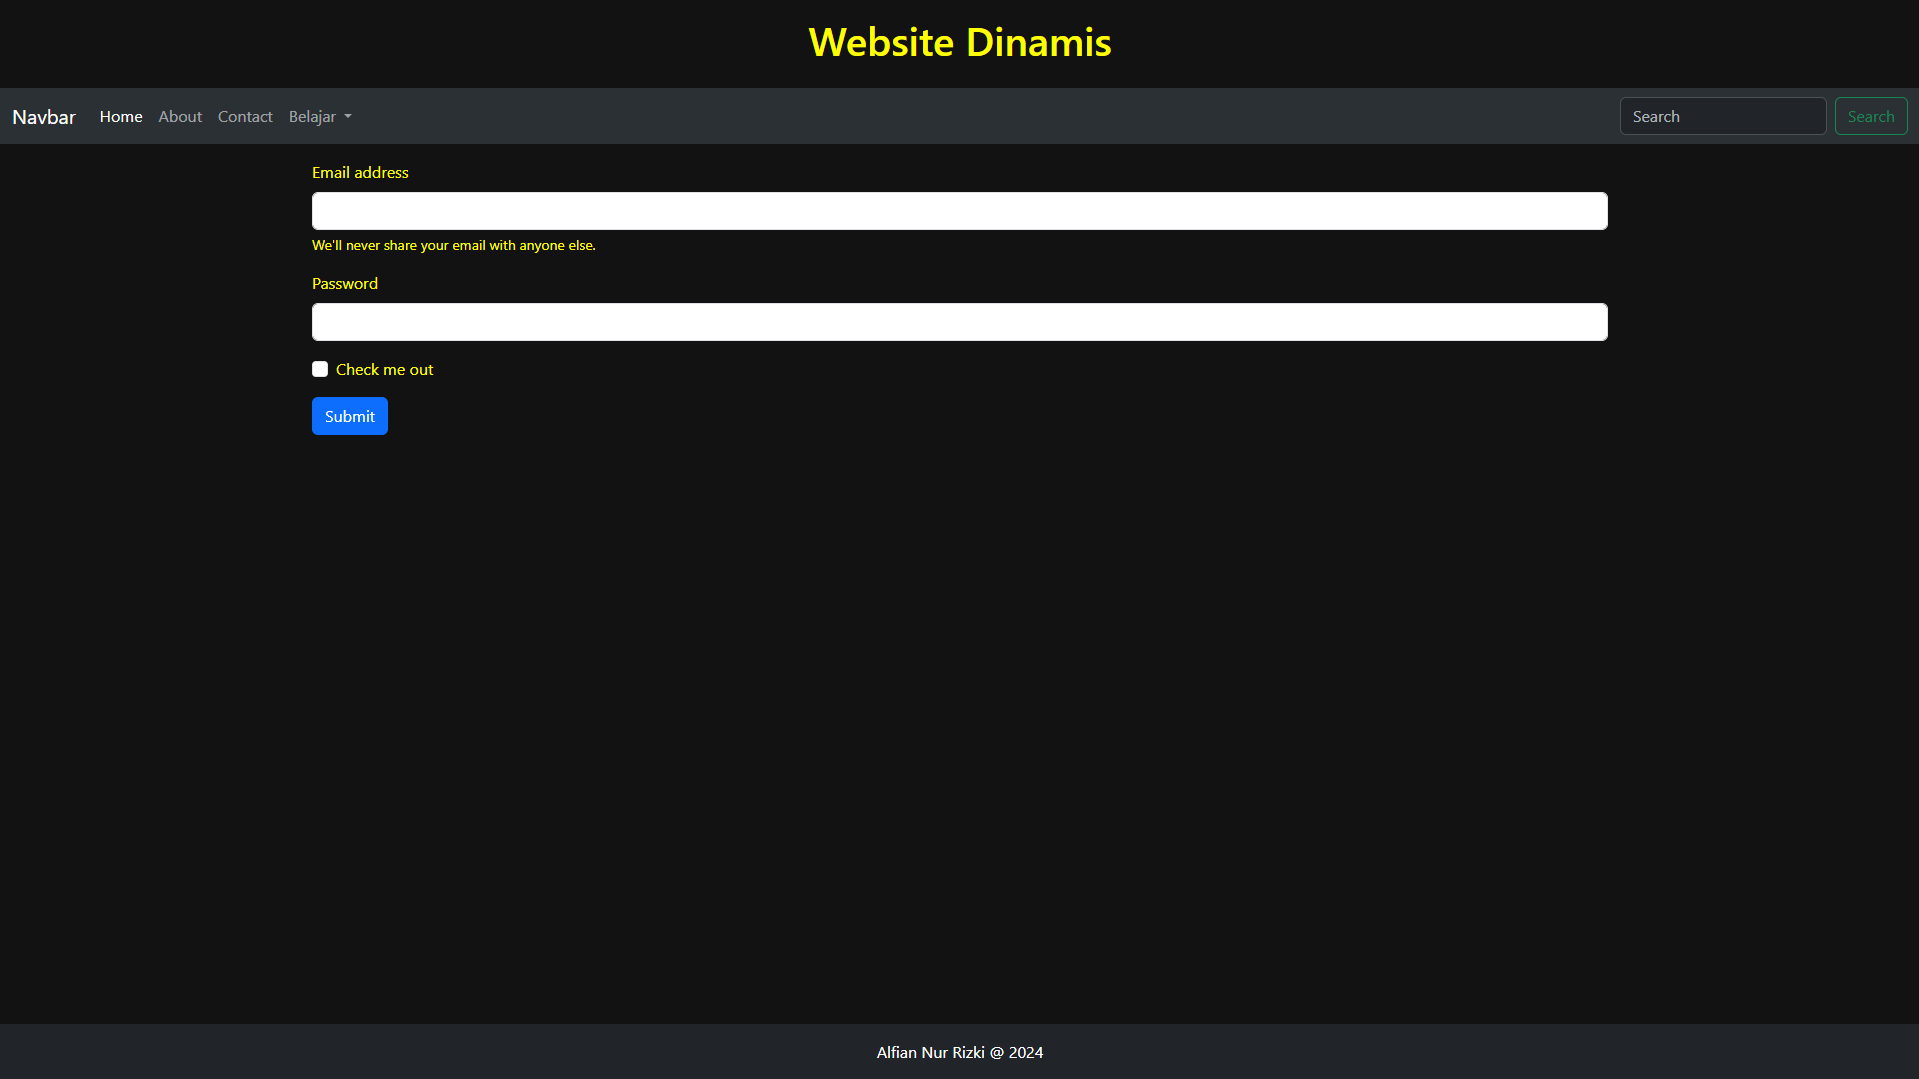 Website Dinamis
Navbar Home About Contact Belajar Search Search
Email address
We'll never share your email with anyone else.
Password
Check me out
Submit
Alfian Nur Rizki @ 2024